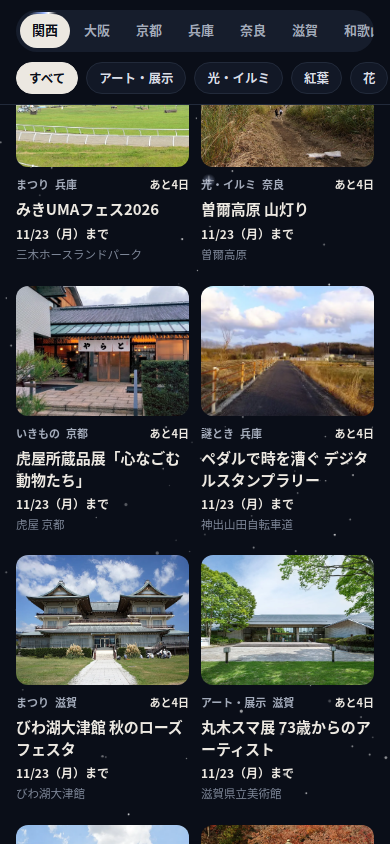 関西 大阪 京都 兵庫 奈良 滋賀
すべて アート・展示 光・イルミ 紅葉 花
まつり 兵庫 あと4日
みきUMAフェス2026
11/23（月）まで
三木ホースランドパーク
光・イルミ 奈良 あと4日
曽爾高原 山灯り
11/23（月）まで
曽爾高原
やらと
いきもの 京都 あと4日
虎屋所蔵品展「心なごむ
動物たち」
11/23（月）まで
虎屋 京都
謎とき 兵庫 あと4日
ペダルで時を漕ぐ デジタ
ルスタンプラリー
11/23（月）まで
神出山田自転車道
まつり 滋賀 あと4日
びわ湖大津館 秋のローズ
フェスタ
11/23（月）まで
びわ湖大津館
アート・展示 滋賀 あと4日
丸木スマ展 73歳からのア
ーティスト
11/23（月）まで
滋賀県立美術館